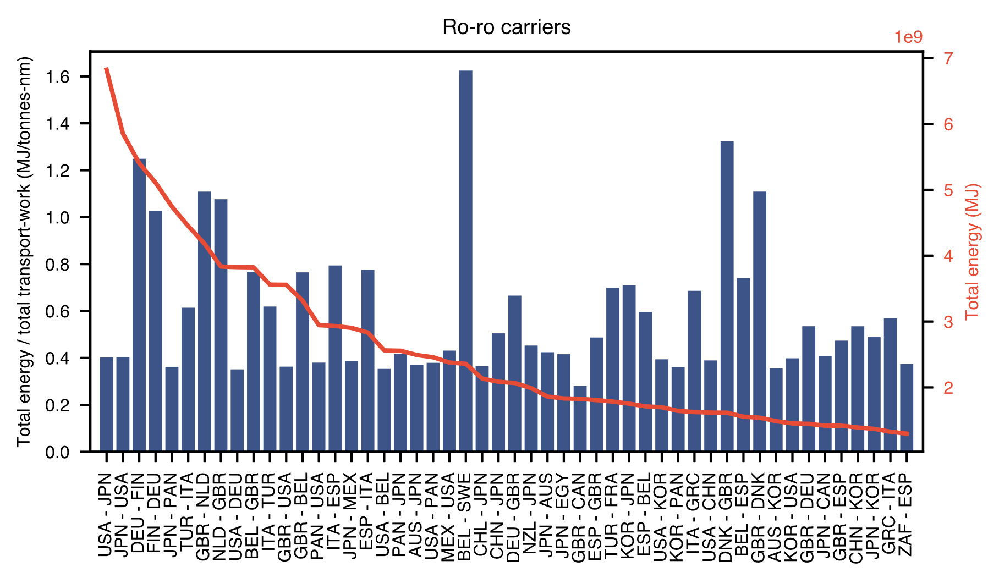 Ro-ro carriers
1e9
Total energy / total transport-work (MJ/tonnes-nm)
1.6
1.4
1.2
1.0
0.8
0.6
0.4
0.2
0.0
7
6
5
4
3
2
Total energy (MJ)
USA - JPN
JPN - USA
DEU - FIN
FIN - DEU
JPN - PAN
TUR - ITA
GBR - NLD
NLD - GBR
USA - DEU
BEL - GBR
ITA - TUR
GBR - USA
GBR - BEL
PAN - USA
ITA - ESP
JPN - MEX
ESP - ITA
USA - BEL
PAN - JPN
AUS - JPN
USA - PAN
MEX - USA
BEL - SWE
CHL - JPN
CHN - JPN
DEU - GBR
NZL - JPN
JPN - AUS
JPN - EGY
GBR - CAN
ESP - GBR
TUR - FRA
KOR - JPN
ESP - BEL
USA - KOR
KOR - PAN
ITA - GRC
USA - CHN
DNK - GBR
BEL - ESP
GBR - DNK
AUS - KOR
KOR - USA
GBR - DEU
JPN - CAN
GBR - ESP
CHN - KOR
JPN - KOR
GRC - ITA
ZAF - ESP